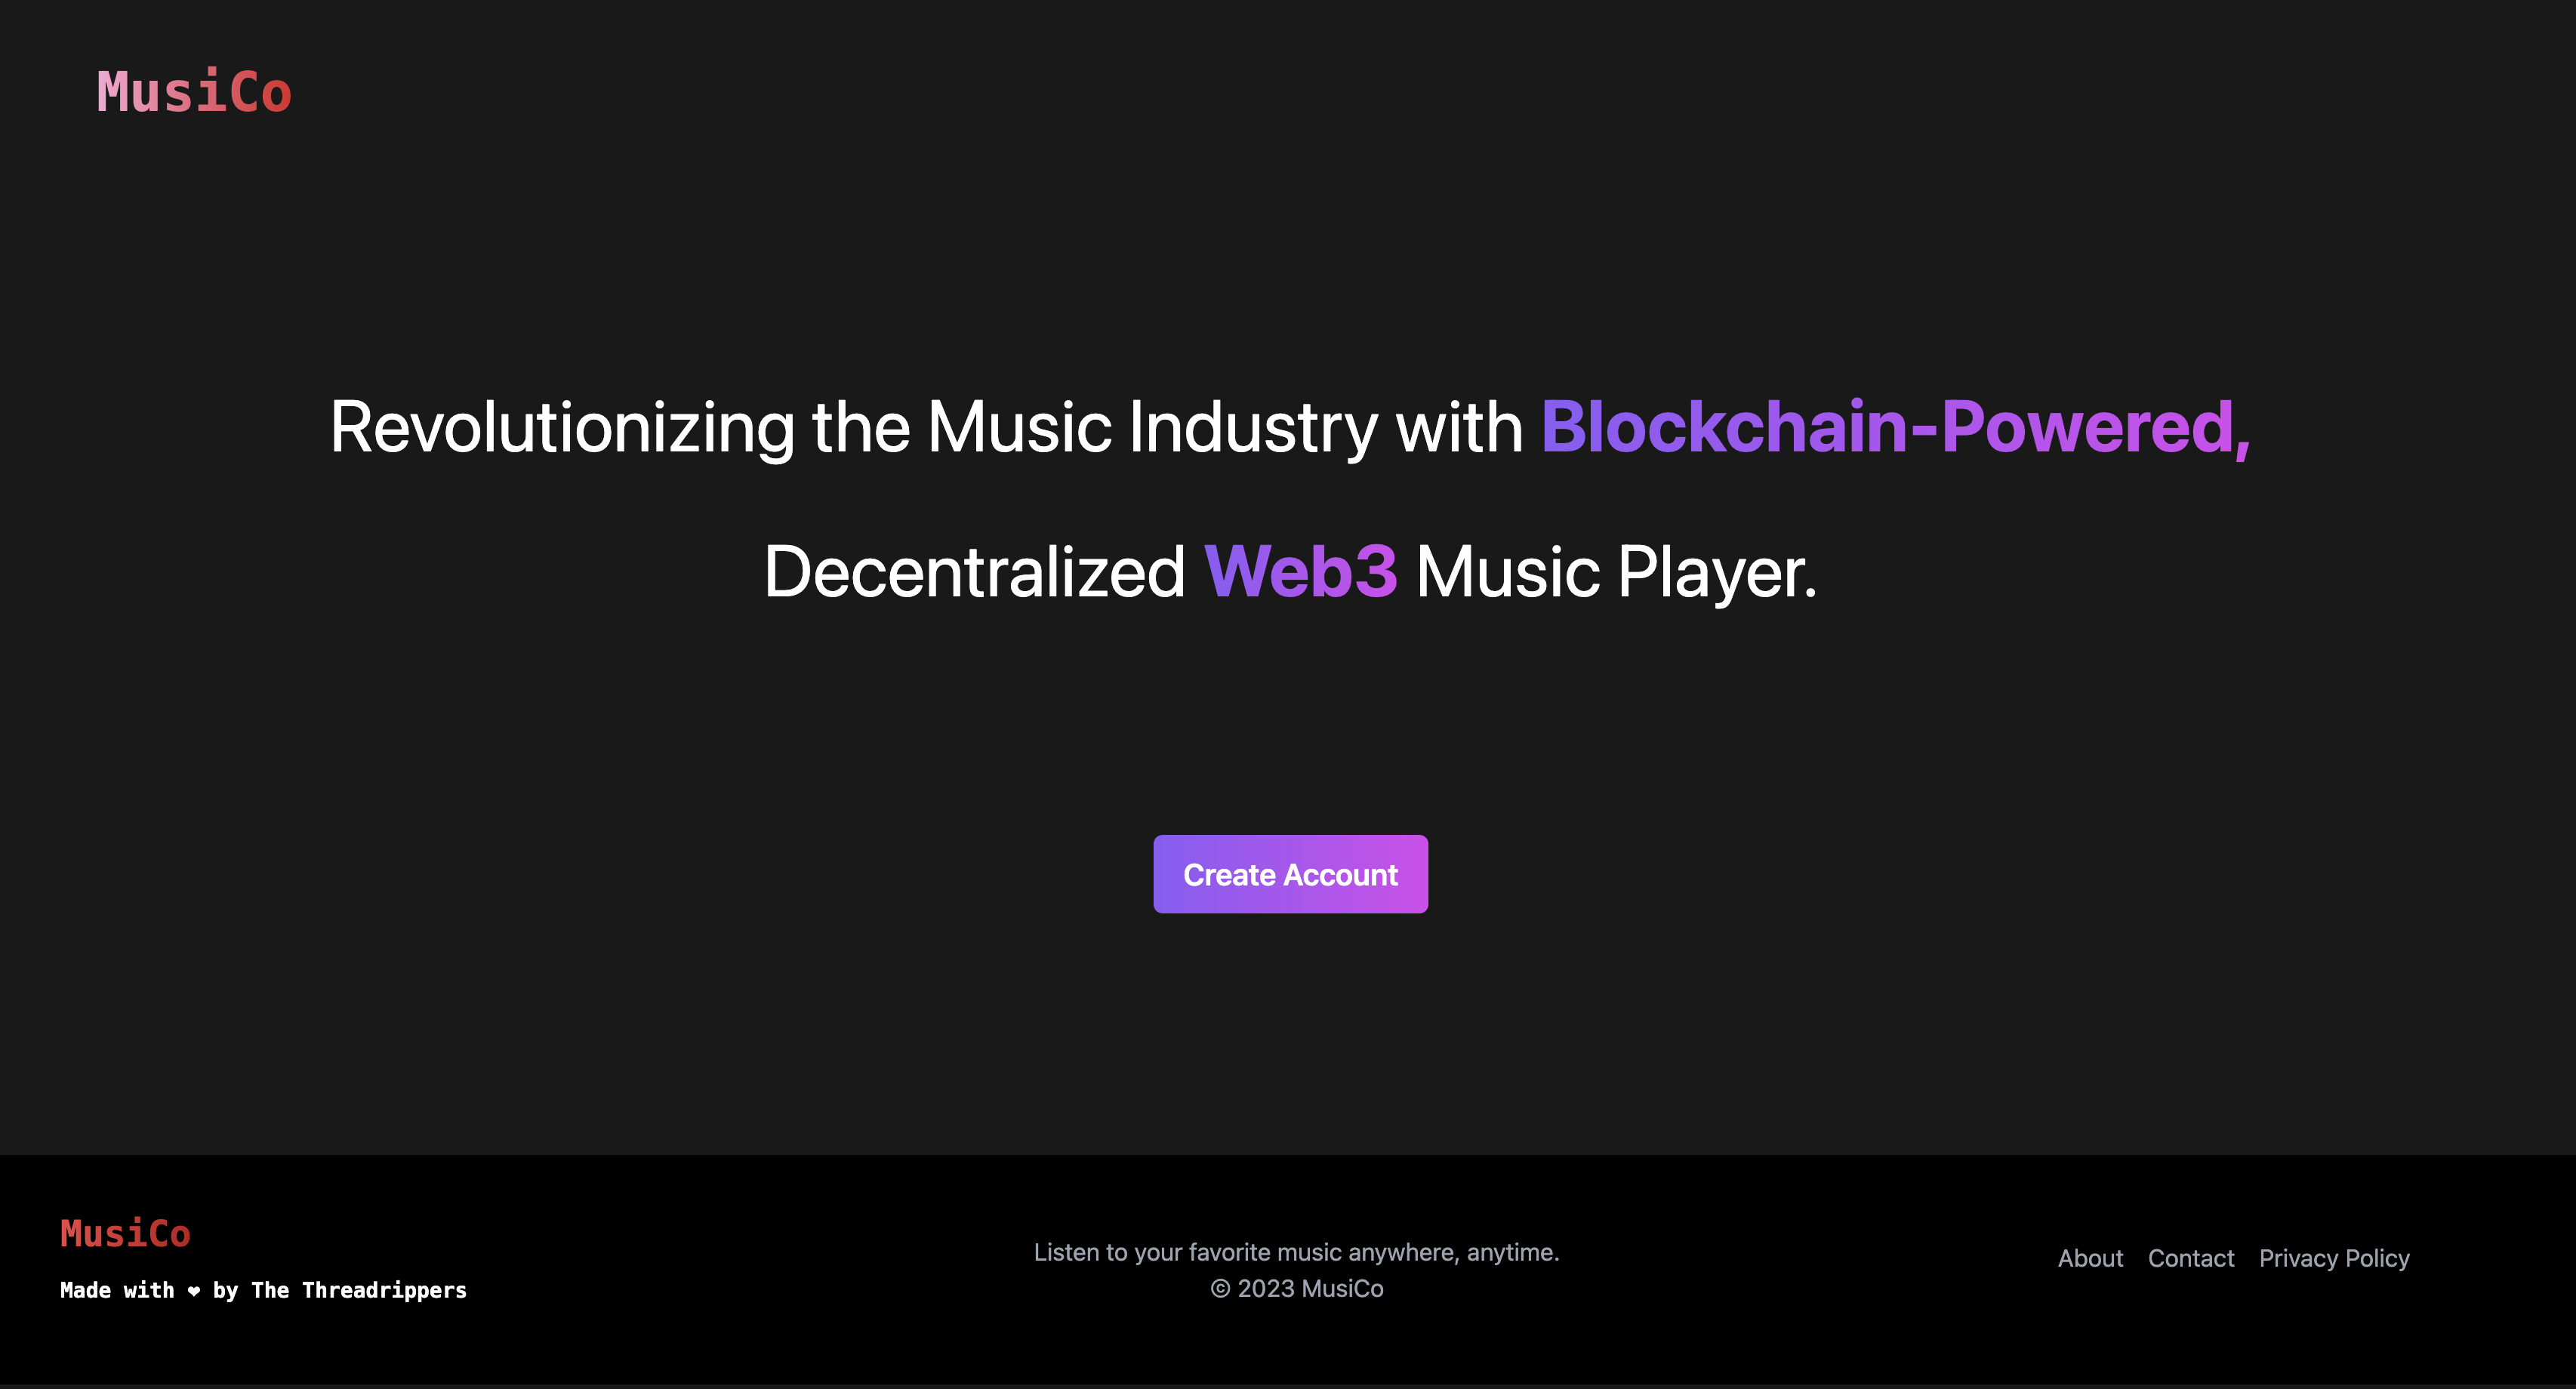 MusiCo
Revolutionizing the Music Industry with Blockchain-Powered,
Decentralized Web3 Music Player.
Create Account
MusiCo
Made with ❤ by The Threadrippers
Listen to your favorite music anywhere, anytime.
© 2023 MusiCo
About Contact Privacy Policy